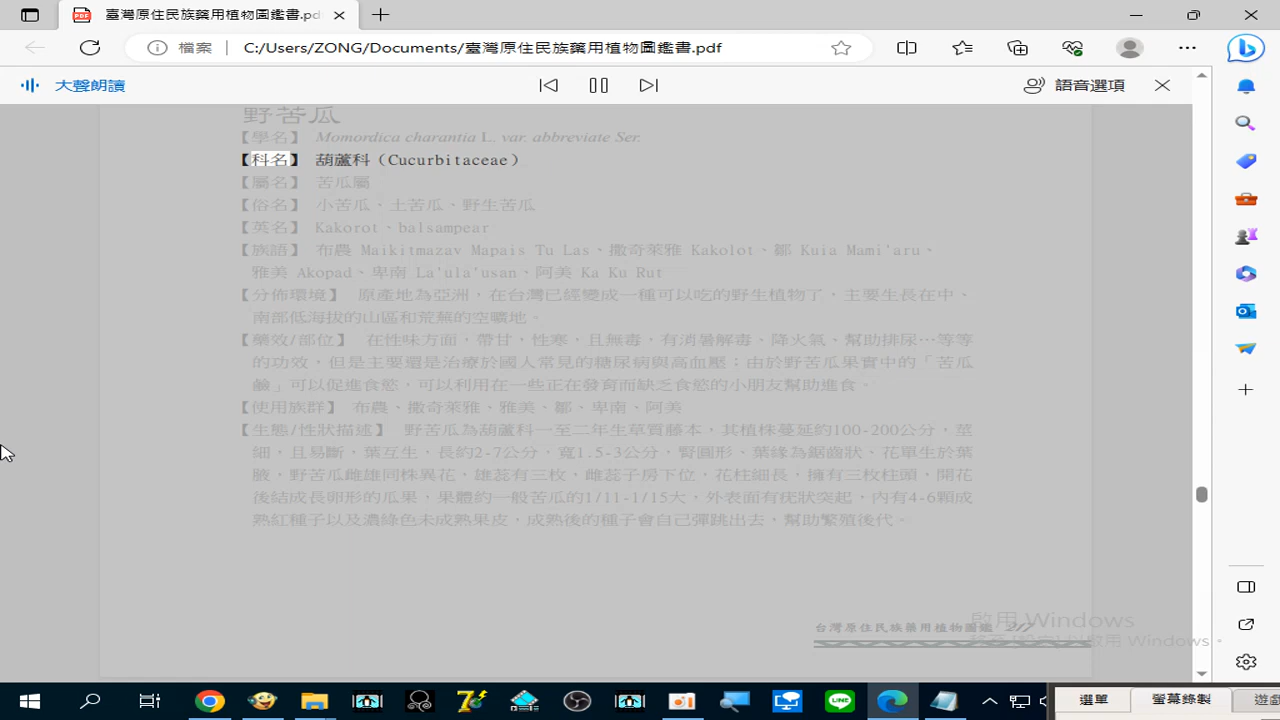 臺灣原住民族藥用植物圖鑑書.pd
檔案 C:/Users/ZONG/Documents/臺灣原住民族藥用植物圖鑑書.pdf
大聲朗讀
語音選項
野苦瓜
【學名】 Momordica charantia L. var. abbreviate Ser.
【科名】 葫蘆科（Cucurbitaceae）
【屬名】 苦瓜屬
【俗名】 小苦瓜、土苦瓜、野生苦瓜
【英名】 Kakorot、balsampear
【族語】 布農 Maikitmazav Mapais Tu Las、撒奇萊雅 Kakolot、鄒 Kuia Mami'aru、
雅美 Akopad、卑南 La'ula'usan、阿美 Ka Ku Rut
【分佈環境】 原產地為亞洲，在台灣已經變成一種可以吃的野生植物了，主要生長在中、
南部低海拔的山區和荒蕪的空曠地。
【藥效/部位】 在性味方面，帶甘，性寒，且無毒，有消暑解毒、降火氣、幫助排尿…等等
的功效，但是主要還是治療於國人常見的糖尿病與高血壓；由於野苦瓜果實中的「苦瓜
鹼」可以促進食慾，可以利用在一些正在發育而缺乏食慾的小朋友幫助進食。
【使用族群】 布農、撒奇萊雅、雅美、鄒、卑南、阿美
【生態/性狀描述】 野苦瓜為葫蘆科一至二年生草質藤本，其植株蔓延約100-200公分，莖
細，且易斷，葉互生，長約2-7公分，寬1.5-3公分，腎圓形、葉緣為鋸齒狀、花單生於葉
腋，野苦瓜雌雄同株異花，雄蕊有三枚、雌蕊子房下位，花柱細長，擁有三枚柱頭，開花
後結成長卵形的瓜果，果體約一般苦瓜的1/11-1/15大，外表面有疣狀突起，內有4-6顆成
熟紅種子以及濃綠色未成熟果皮，成熟後的種子會自己彈跳出去，幫助繁殖後代。
台灣原住民族藥用植物圖鑑 217
啟用 Windows
移至 [設定] 以啟用 Windows。
選單
螢幕錄製
遊戲